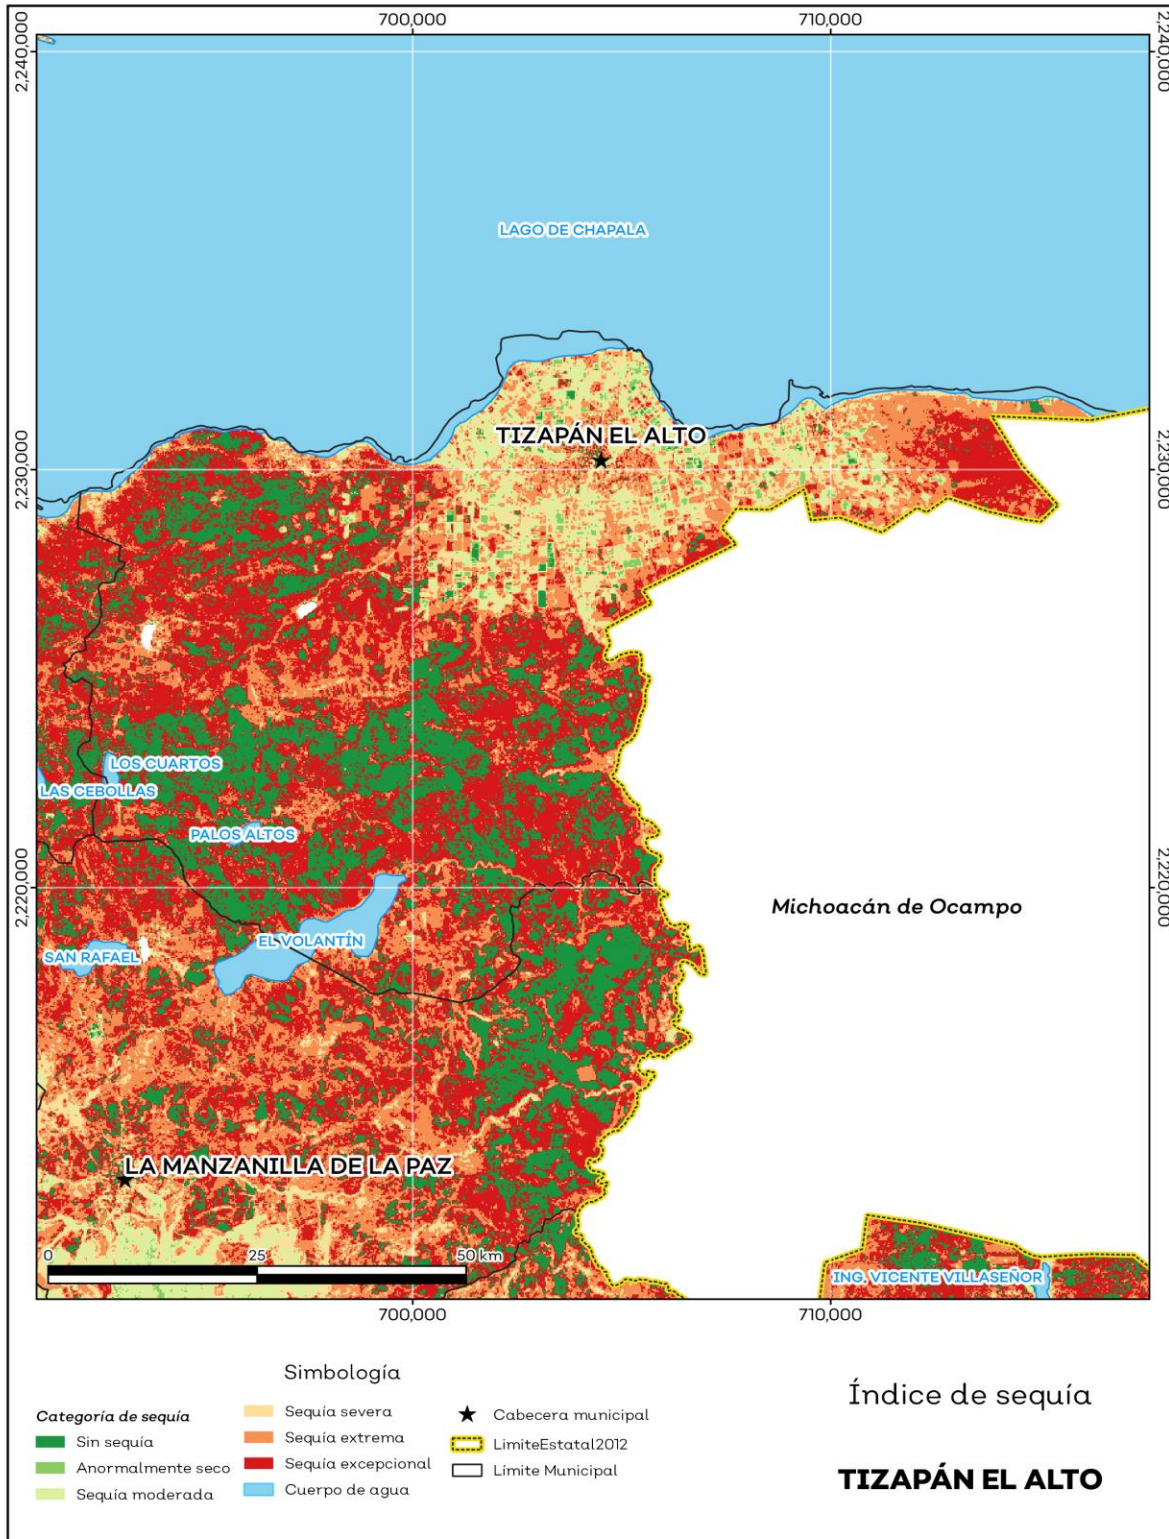 700,000
710,000
2,240,000
2,240,000
LAGO DE CHAPALA
TIZAPÁN EL ALTO
2,230,000
2,230,000
LOS CUARTOS
LAS CEBOLLAS
PALOS ALTOS
2,220,000
2,220,000
Michoacán de Ocampo
EL VOLANTÍN
SAN RAFAEL
LA MANZANILLA DE LA PAZ
0 25 50 km
ING. VICENTE VILLASEÑOR
700,000
710,000
Simbología
Categoría de sequía
Sin sequía
Anormalmente seco
Sequía moderada
Sequía severa
Sequía extrema
Sequía excepcional
Cuerpo de agua
Cabecera municipal
LimiteEstatal2012
Límite Municipal
Índice de sequía
TIZAPÁN EL ALTO